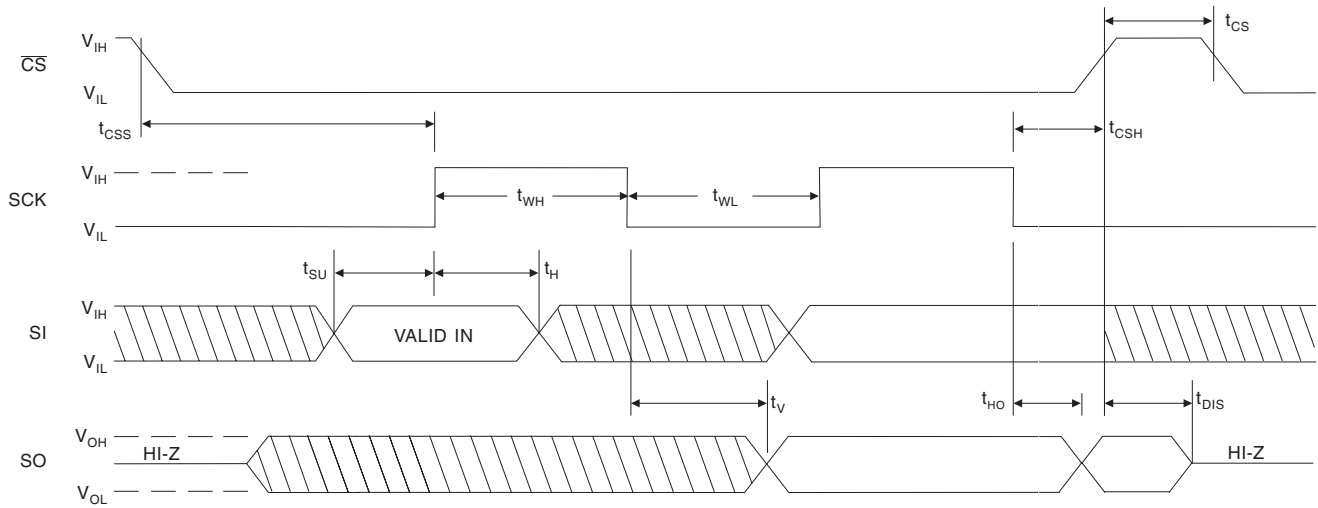 t_CS
V_IH
C̅S̅
V_IL
t_CSS
t_CSH
V_IH
SCK
t_WH
t_WL
V_IL
t_SU
t_H
V_IH
SI
VALID IN
V_IL
t_V
t_HO
t_DIS
V_OH
SO
HI-Z
HI-Z
V_OL